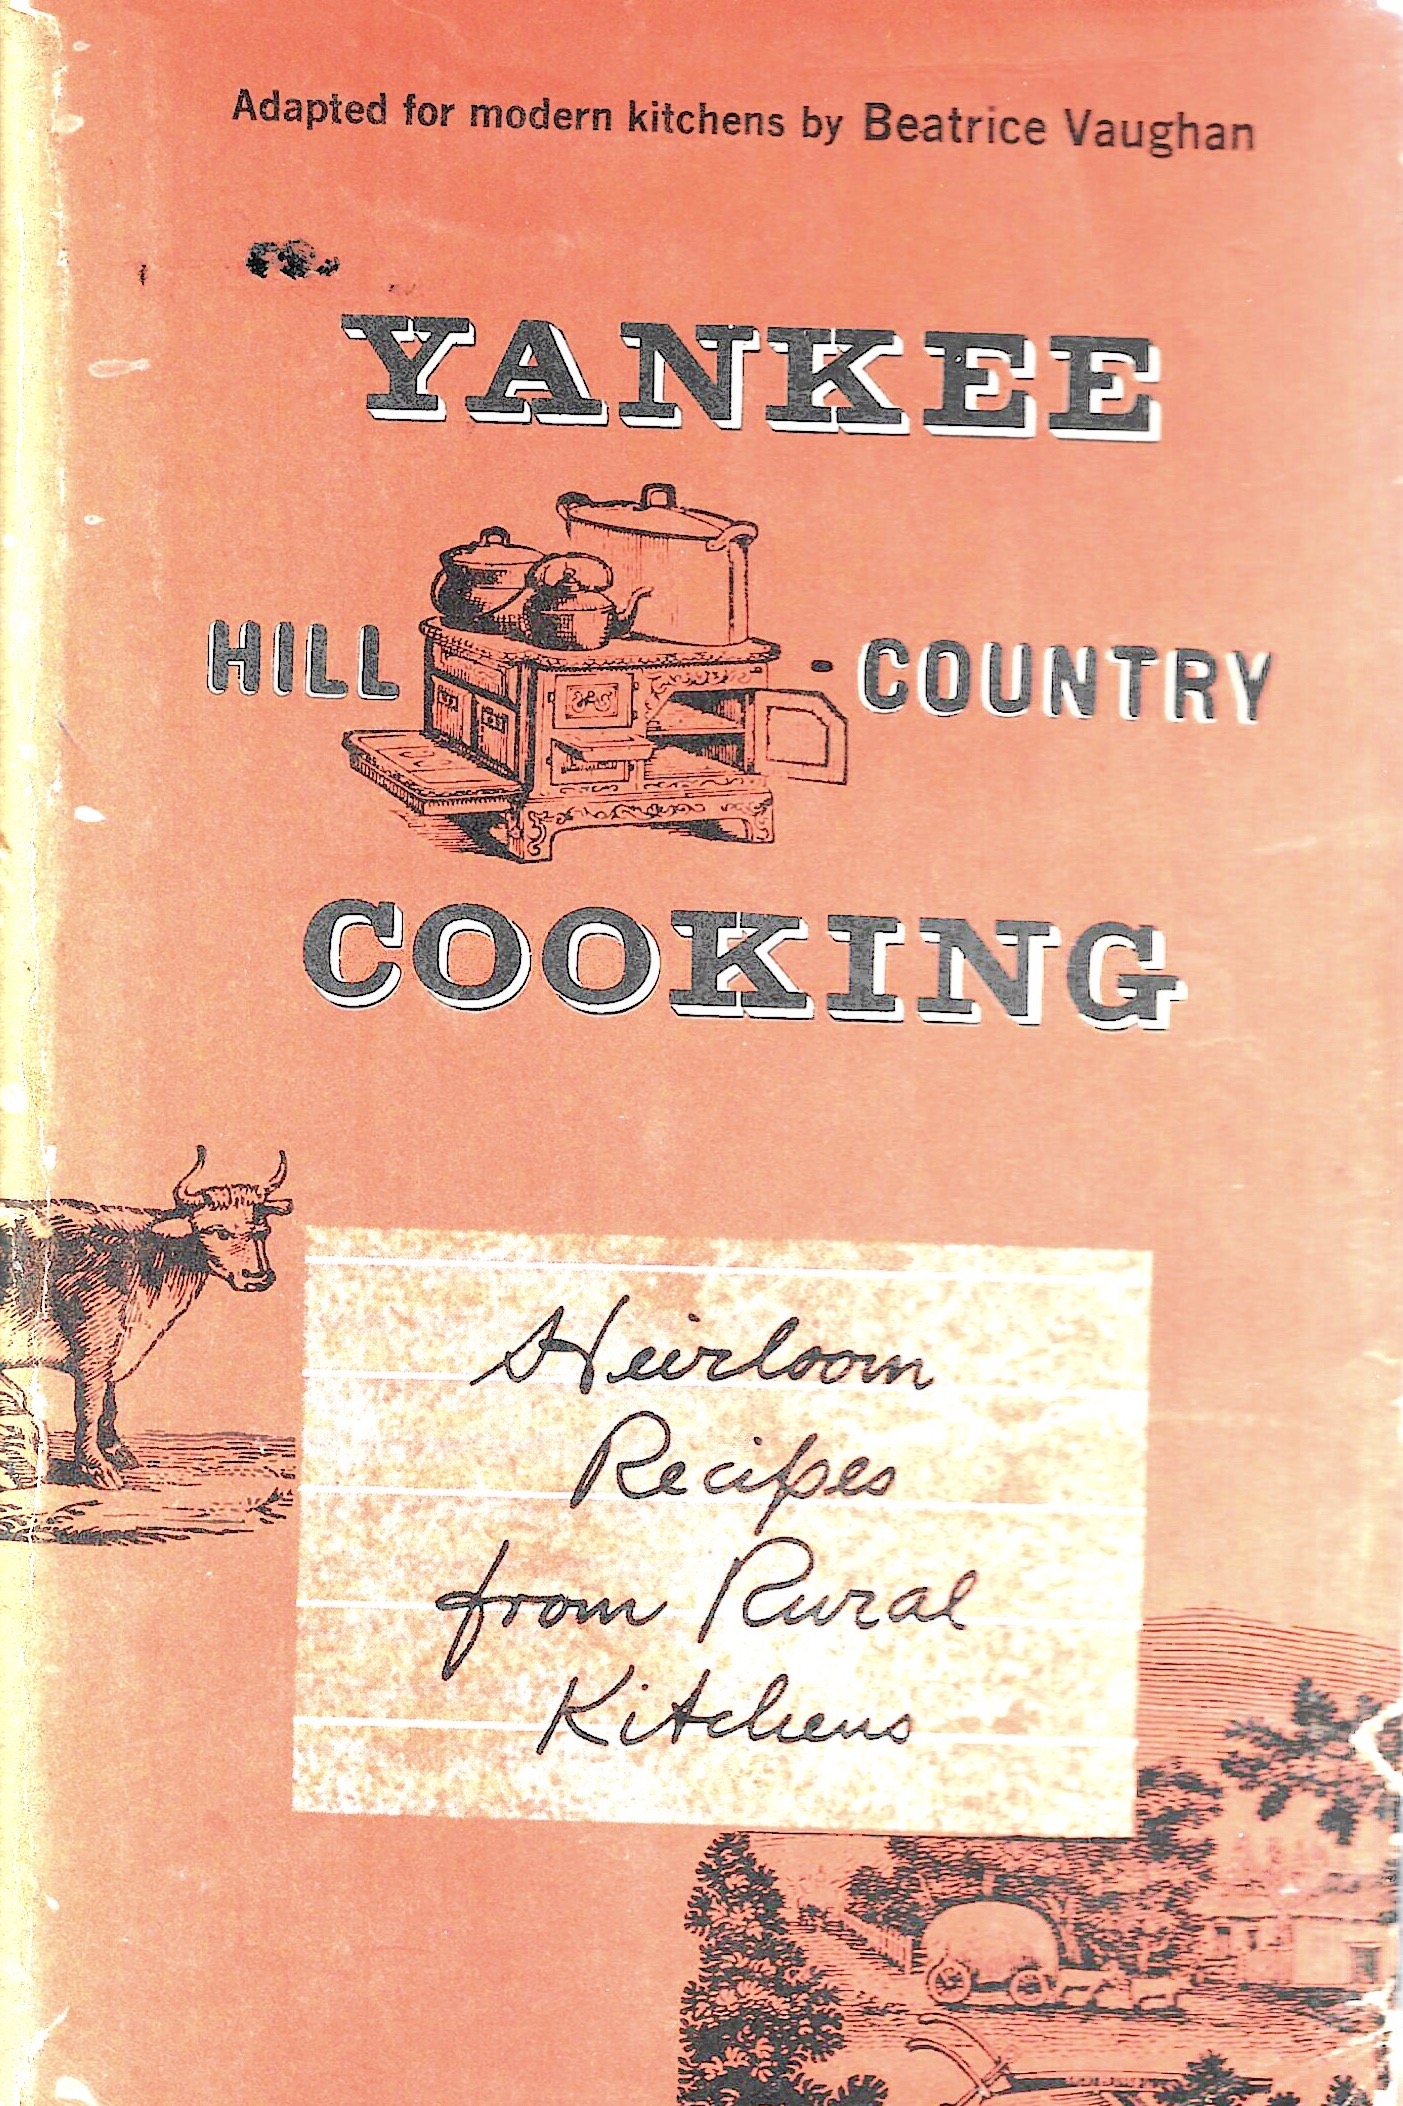 Adapted for modern kitchens by Beatrice Vaughan
YANKEE
HILL COUNTRY
COOKING
Heirloom
Recipes
from Rural
Kitchens